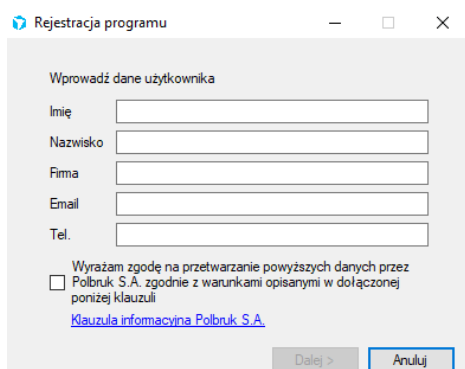 Rejestracja programu
Wprowadź dane użytkownika
Imię
Nazwisko
Firma
Email
Tel.
Wyrażam zgodę na przetwarzanie powyższych danych przez
Polbruk S.A. zgodnie z warunkami opisanymi w dołączonej
poniżej klauzuli
Klauzula informacyjna Polbruk S.A.
Dalej > Anuluj